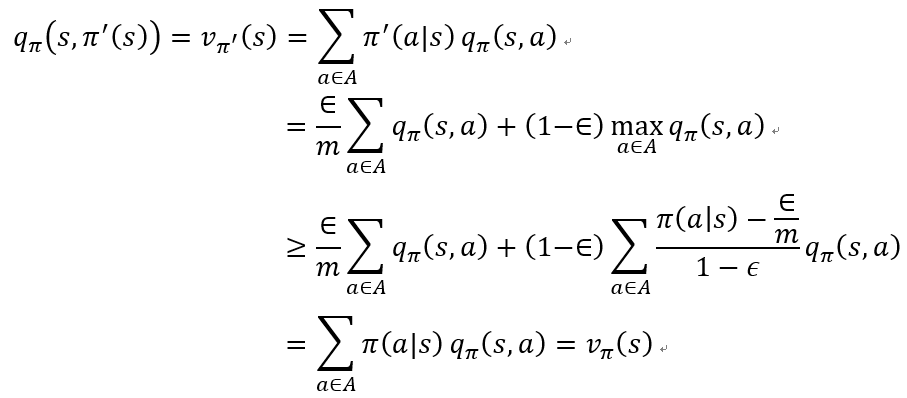 q_π(s, π′(s)) = v_π′(s) = ∑_{a∈A} π′(a|s) q_π(s, a) ↵
= ∈/m ∑_{a∈A} q_π(s, a) + (1−∈) max_{a∈A} q_π(s, a) ↵
≥ ∈/m ∑_{a∈A} q_π(s, a) + (1−∈) ∑_{a∈A} (π(a|s) − ∈/m)/(1 − ϵ) q_π(s, a)
= ∑_{a∈A} π(a|s) q_π(s, a) = v_π(s) ↵